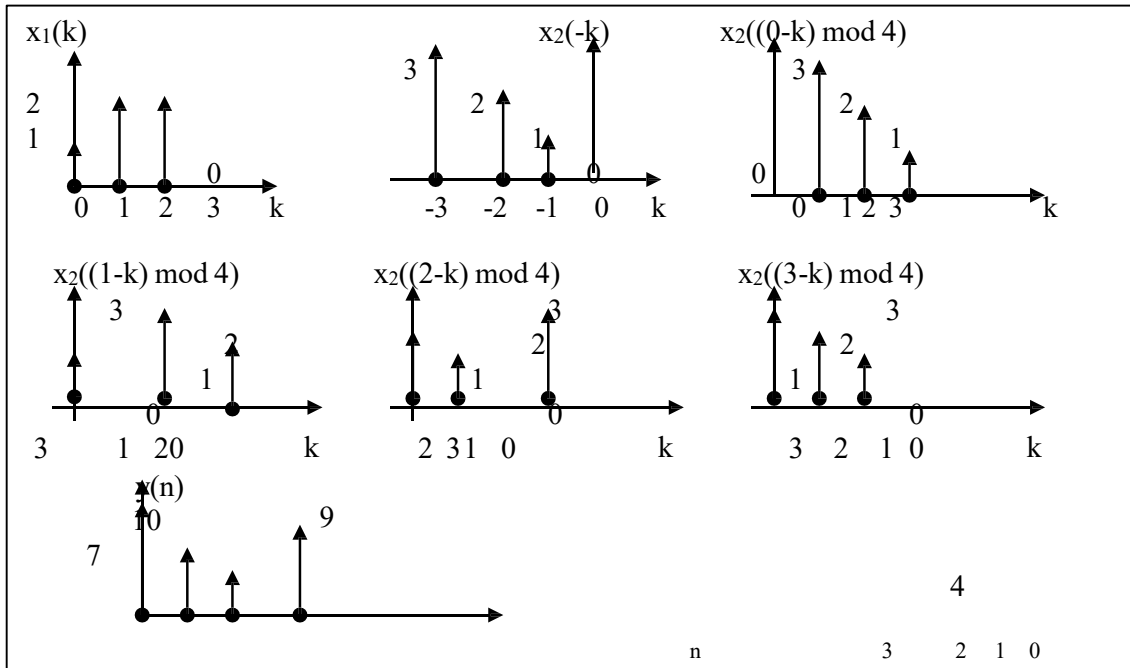 x₁(k) x₂(-k) x₂((0-k) mod 4)
3 3
2 2 2
1 1 1
0 0 0
0 1 2 3 k -3 -2 -1 0 k 0 1 2 3 k
x₂((1-k) mod 4) x₂((2-k) mod 4) x₂((3-k) mod 4)
3 3 3
2 2 2
1 1 1
0 0 0
3 1 20 k 2 31 0 k 3 2 1 0 k
y(n)
10 9
7
4
n 3 2 1 0